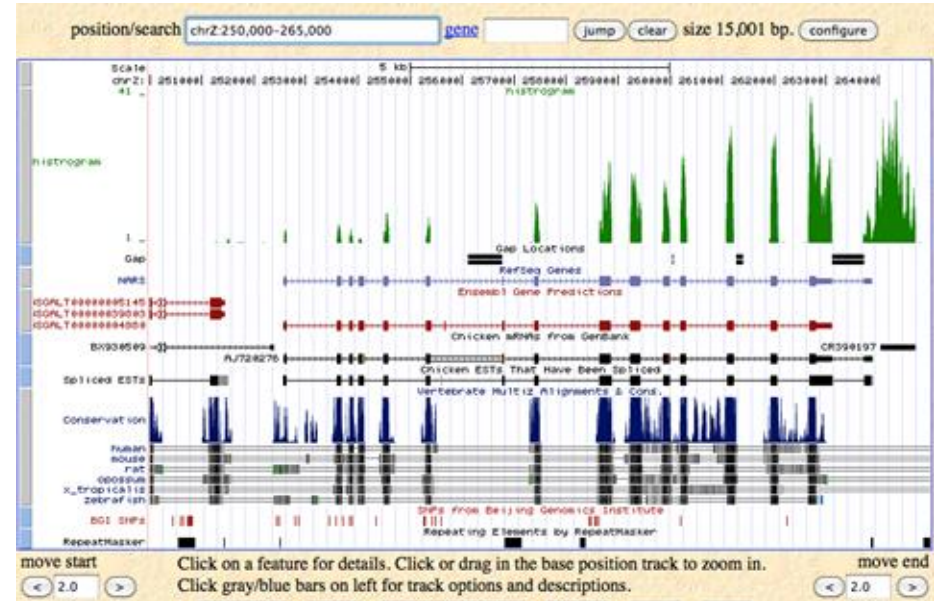 position/search chrZ:250,000-265,000 gene jump clear size 15,001 bp. configure
Scale 5 kb
chrZ: 251000 252000 253000 254000 255000 256000 257000 258000 259000 260000 261000 262000 263000 264000
41 histrogram
histrogram
1
Gap Locations
Gap
RefSeq Genes
NARS
Ensembl Gene Predictions
Chicken mRNAs from GenBank
BX930509 CR390197
AJ720276
Chicken ESTs That Have Been Spliced
Spliced ESTs
Vertebrate Multiz Alignments & Cons.
Conservation
human
mouse
rat
opossum
x_tropicalis
zebrafish
SNPs from Beijing Genomics Institute
BGI SNPs
Repeating Elements by RepeatMasker
RepeatMasker
move start Click on a feature for details. Click or drag in the base position track to zoom in. move end
< 2.0 > Click gray/blue bars on left for track options and descriptions. < 2.0 >